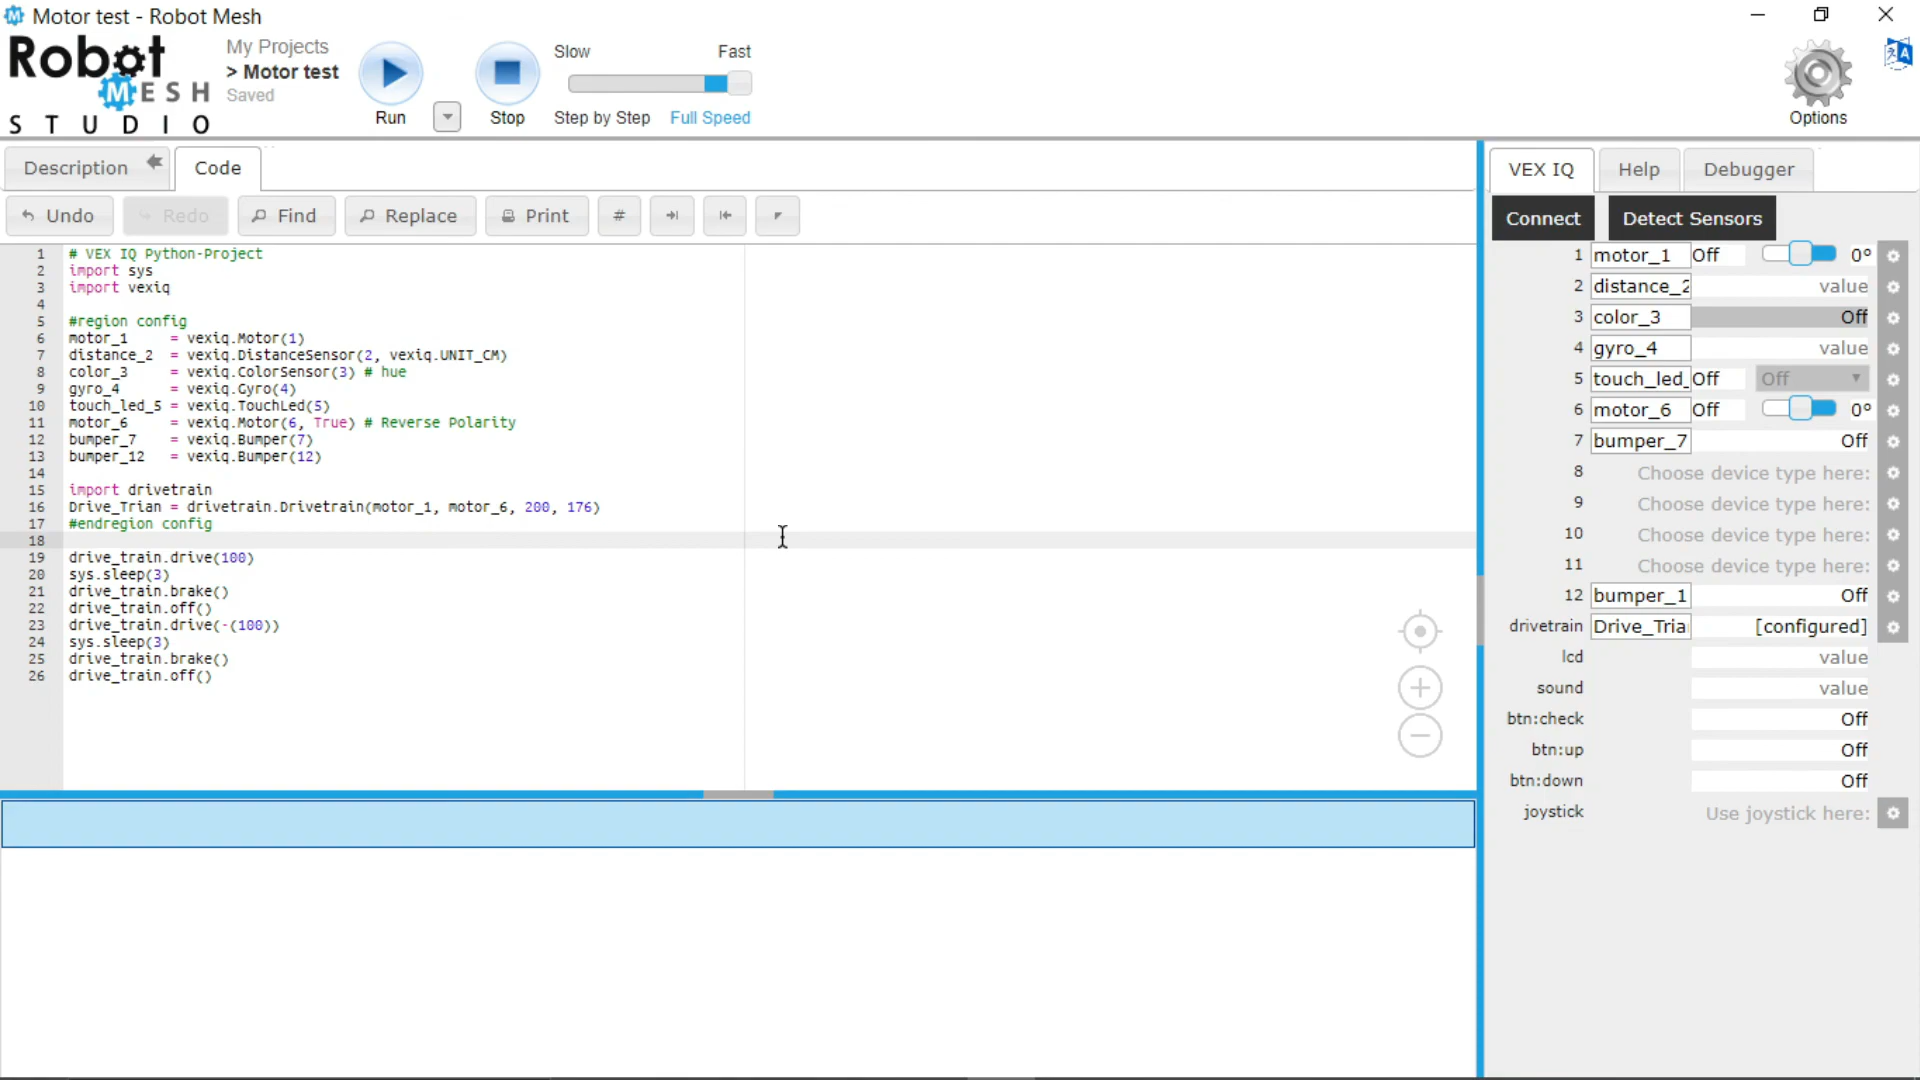 Motor test - Robot Mesh
Robot
MESH
STUDIO
My Projects
> Motor test
Saved
Run
Stop
Slow
Fast
Step by Step
Full Speed
Options
Description
Code
Undo
Redo
Find
Replace
Print
#
VEX IQ
Help
Debugger
Connect
Detect Sensors
1 # VEX IQ Python-Project
2 import sys
3 import vexiq
4
5 #region config
6 motor_1     = vexiq.Motor(1)
7 distance_2  = vexiq.DistanceSensor(2, vexiq.UNIT_CM)
8 color_3     = vexiq.ColorSensor(3) # hue
9 gyro_4      = vexiq.Gyro(4)
10 touch_led_5 = vexiq.TouchLed(5)
11 motor_6     = vexiq.Motor(6, True) # Reverse Polarity
12 bumper_7    = vexiq.Bumper(7)
13 bumper_12   = vexiq.Bumper(12)
14
15 import drivetrain
16 Drive_Trian = drivetrain.Drivetrain(motor_1, motor_6, 200, 176)
17 #endregion config
18
19 drive_train.drive(100)
20 sys.sleep(3)
21 drive_train.brake()
22 drive_train.off()
23 drive_train.drive(-(100))
24 sys.sleep(3)
25 drive_train.brake()
26 drive_train.off()
1 motor_1 Off 0°
2 distance_2 value
3 color_3 Off
4 gyro_4 value
5 touch_led_ Off Off
6 motor_6 Off 0°
7 bumper_7 Off
8 Choose device type here:
9 Choose device type here:
10 Choose device type here:
11 Choose device type here:
12 bumper_1 Off
drivetrain Drive_Tria [configured]
lcd value
sound value
btn:check Off
btn:up Off
btn:down Off
joystick Use joystick here: